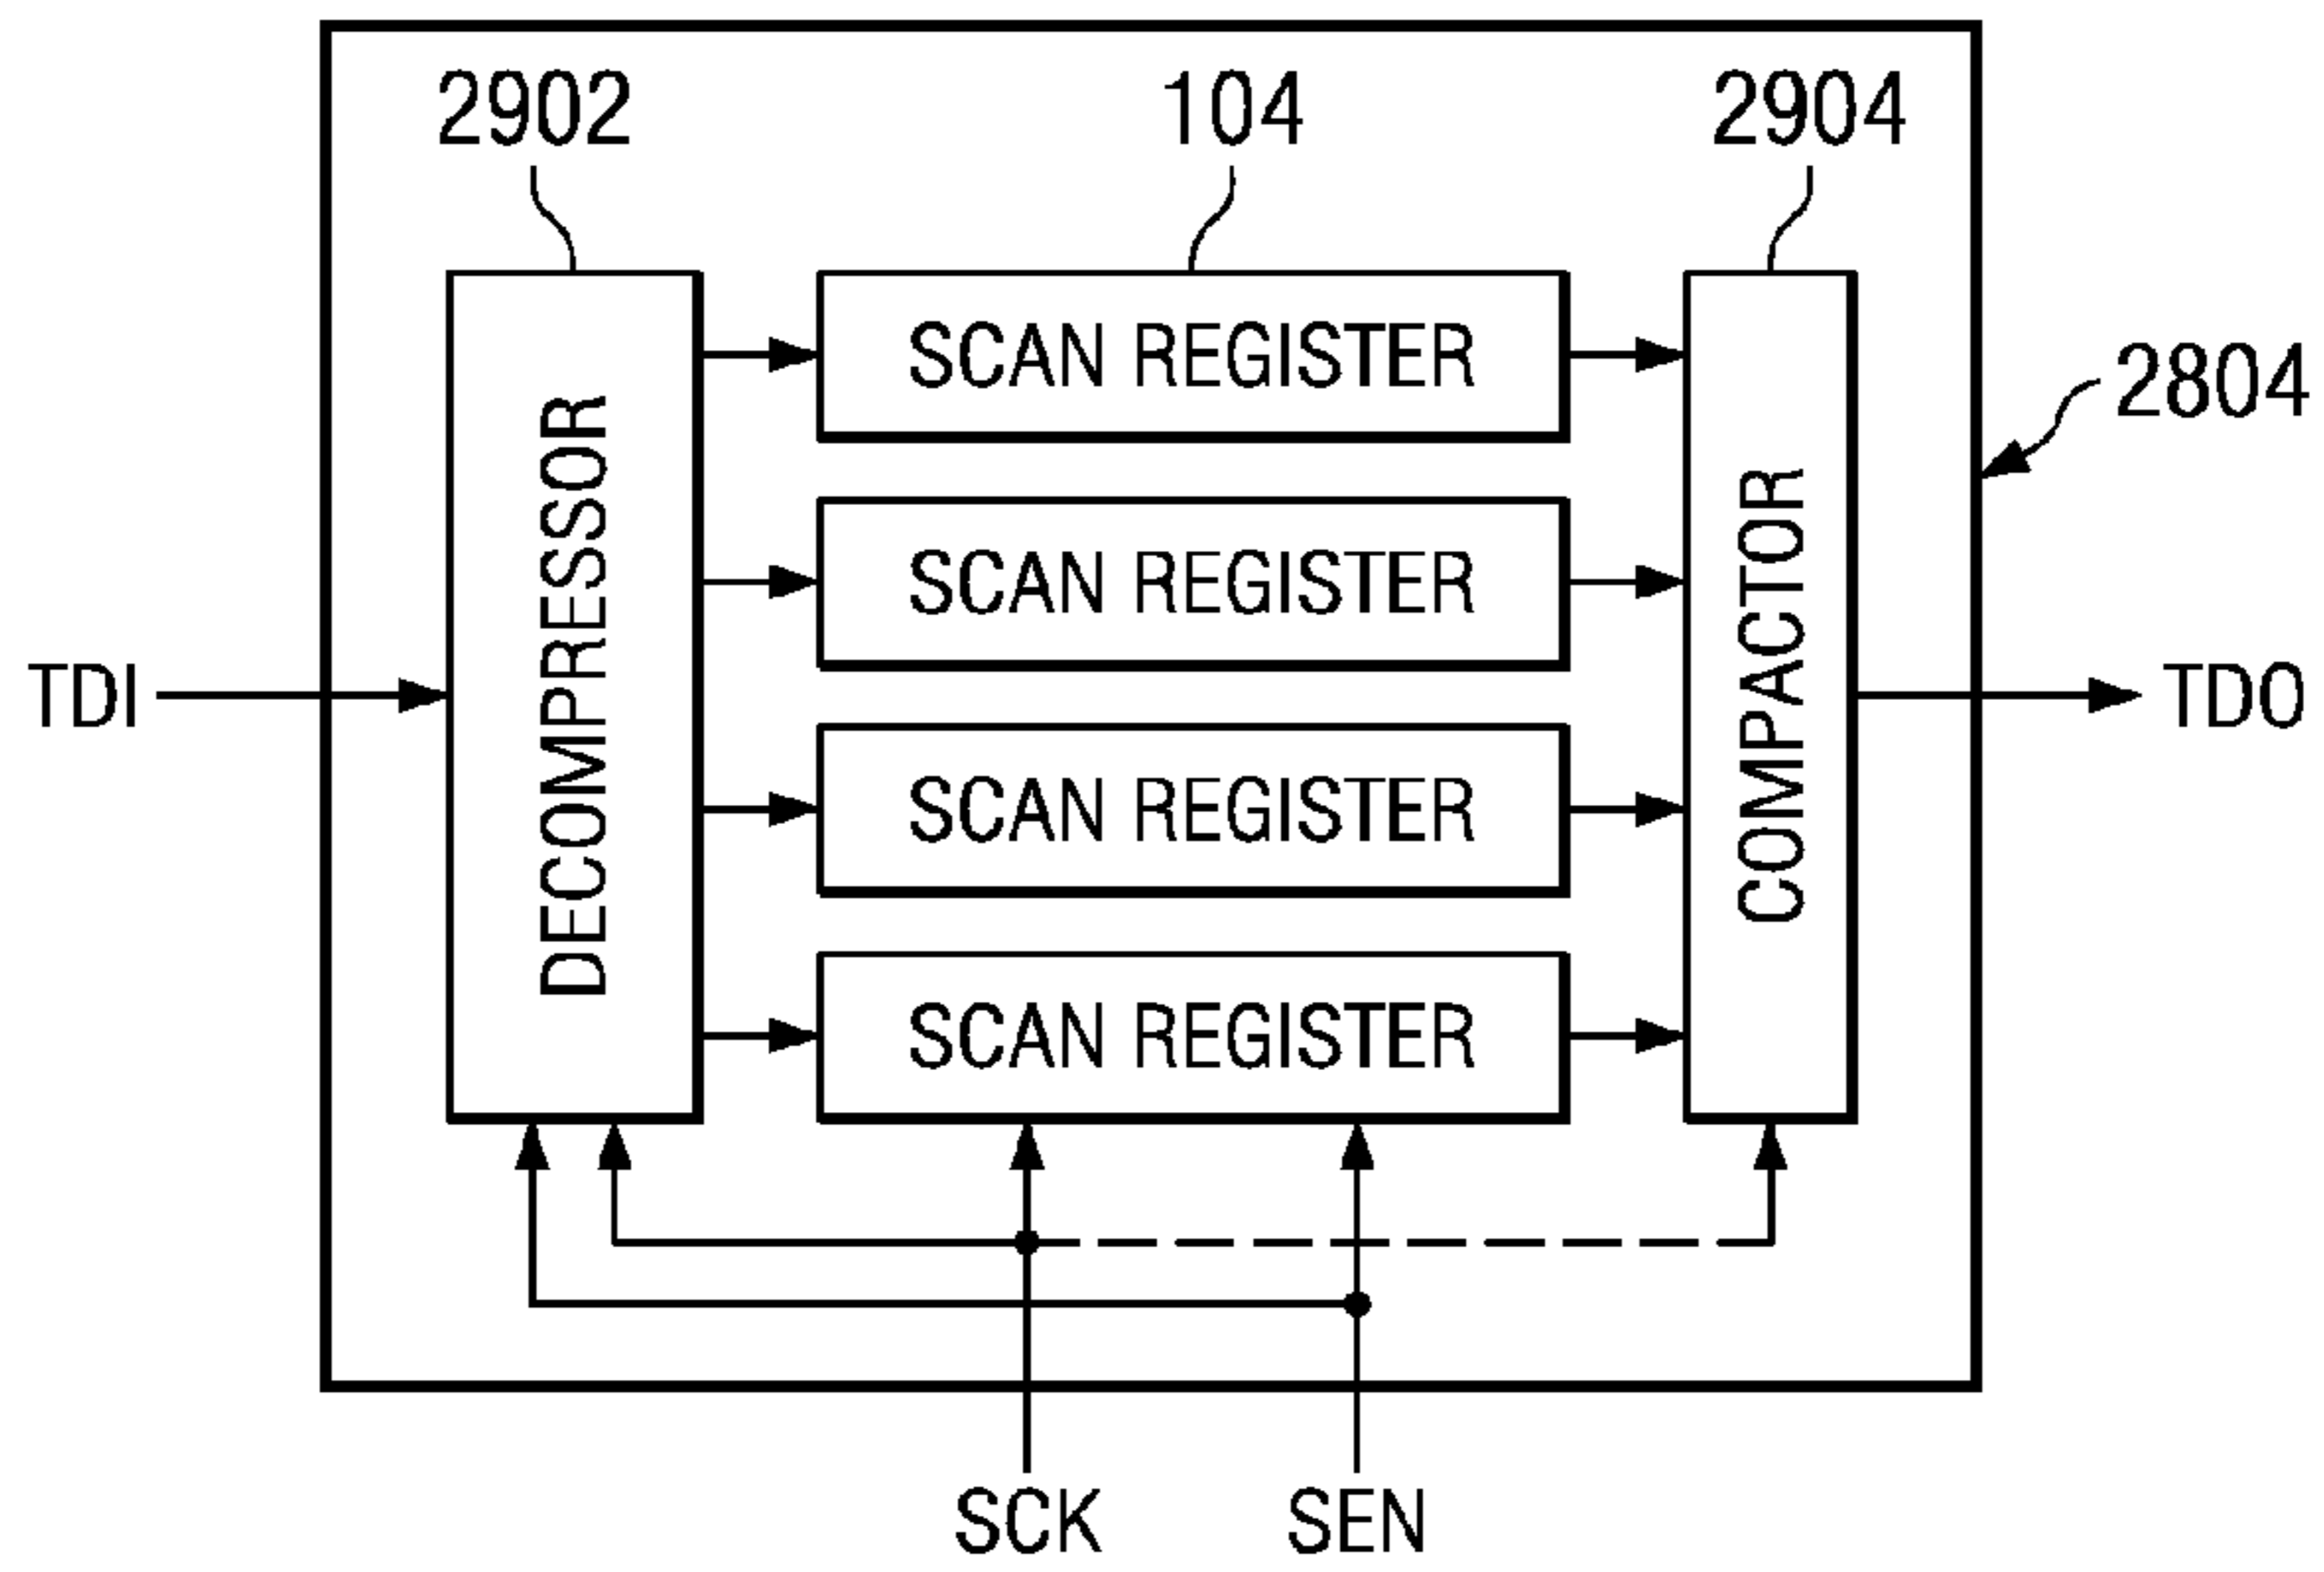 2902
104
2904
2804
DECOMPRESSOR
SCAN REGISTER
SCAN REGISTER
SCAN REGISTER
SCAN REGISTER
COMPACTOR
TDI
TDO
SCK
SEN